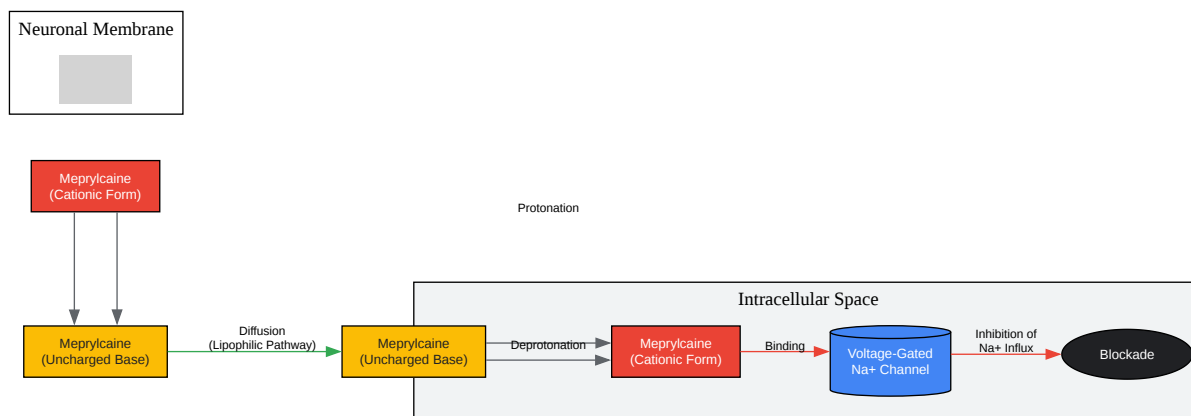 Neuronal Membrane
Meprylcaine
(Cationic Form)
Protonation
Intracellular Space
Meprylcaine
(Uncharged Base)
Diffusion
(Lipophilic Pathway)
Meprylcaine
(Uncharged Base)
Deprotonation
Meprylcaine
(Cationic Form)
Binding
Voltage-Gated
Na+ Channel
Inhibition of
Na+ Influx
Blockade